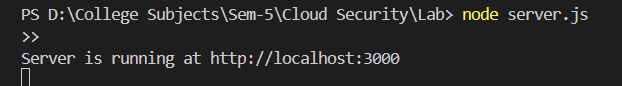 PS D:\College Subjects\Sem-5\Cloud Security\Lab> node server.js
>>
Server is running at http://localhost:3000